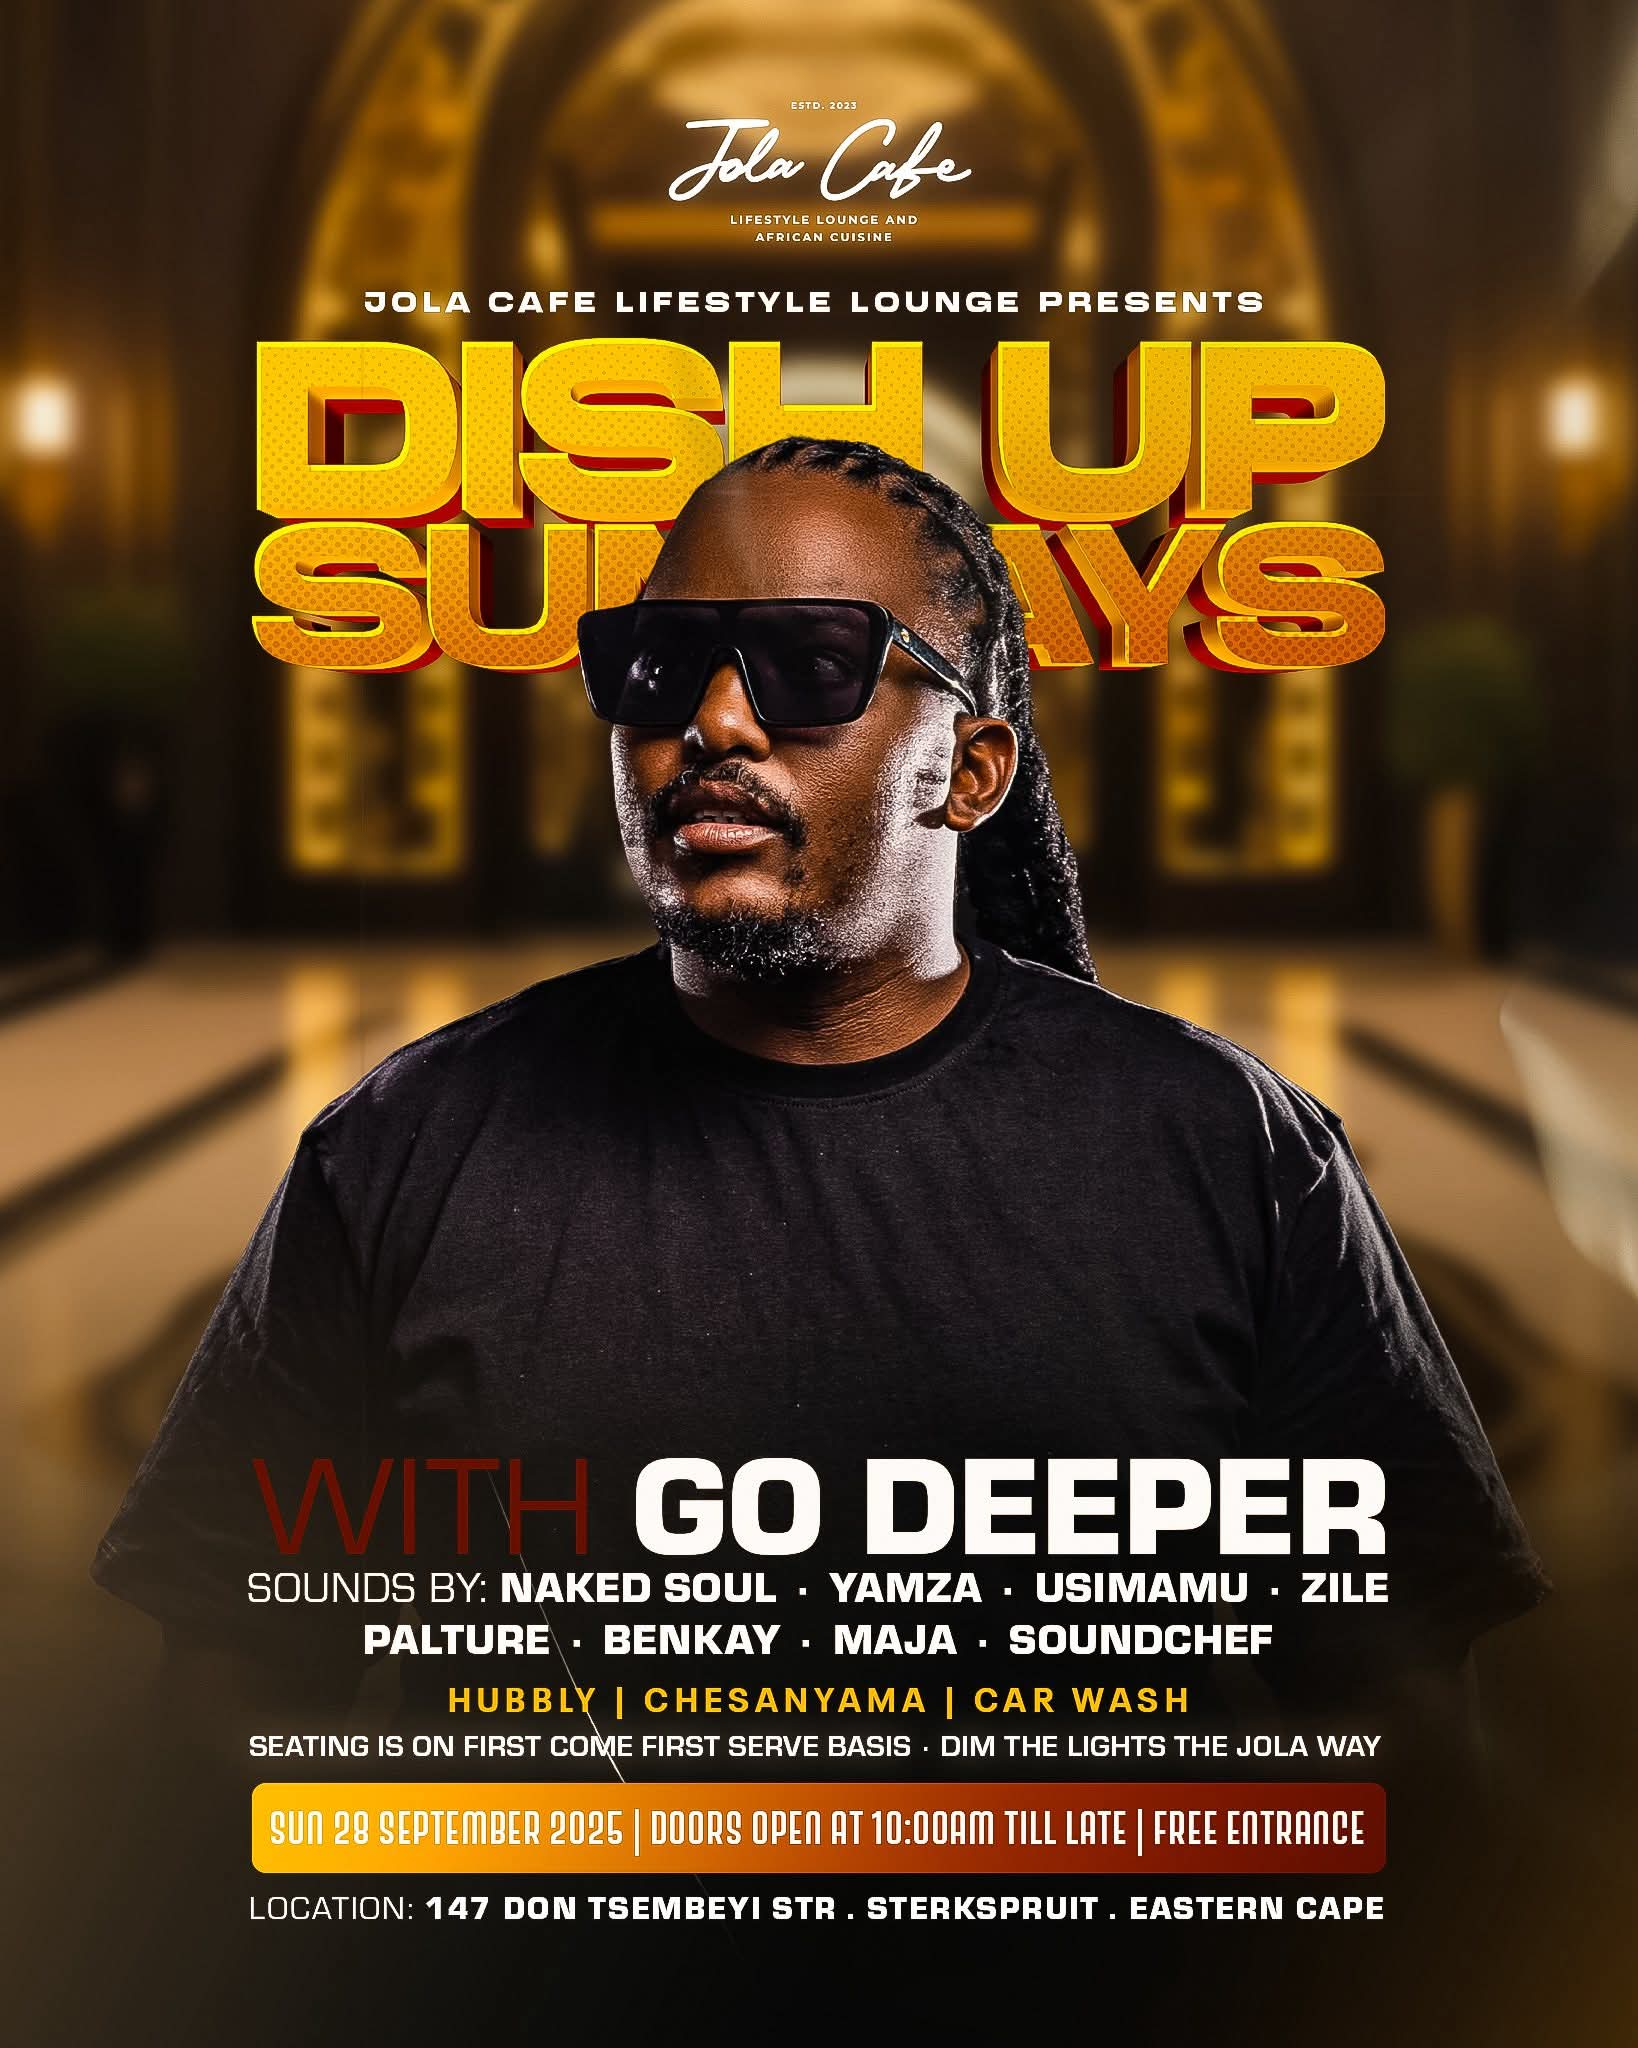 ESTD. 2023
Jola Cafe
LIFESTYLE LOUNGE AND
AFRICAN CUISINE
JOLA CAFE LIFESTYLE LOUNGE PRESENTS
DISH UP
SUNDAYS
WITH GO DEEPER
SOUNDS BY: NAKED SOUL · YAMZA · USIMAMU · ZILE
PALTURE · BENKAY · MAJA · SOUNDCHEF
HUBBLY | CHESANYAMA | CAR WASH
SEATING IS ON FIRST COME FIRST SERVE BASIS · DIM THE LIGHTS THE JOLA WAY
SUN 28 SEPTEMBER 2025 | DOORS OPEN AT 10:00AM TILL LATE | FREE ENTRANCE
LOCATION: 147 DON TSEMBEYI STR . STERKSPRUIT . EASTERN CAPE